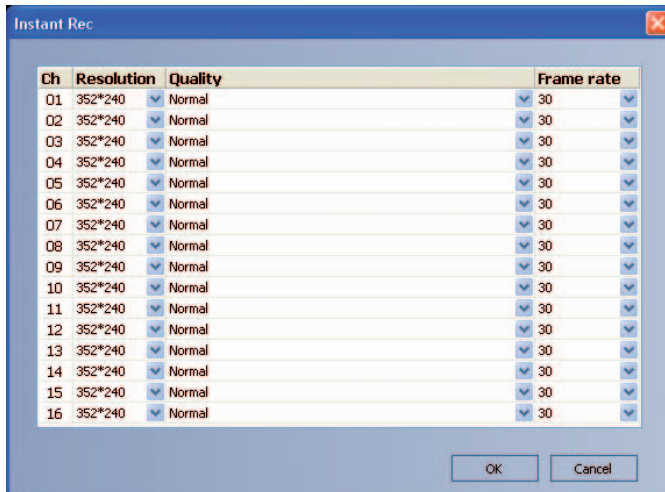 Instant Rec
Ch Resolution Quality Frame rate
01 352*240 Normal 30
02 352*240 Normal 30
03 352*240 Normal 30
04 352*240 Normal 30
05 352*240 Normal 30
06 352*240 Normal 30
07 352*240 Normal 30
08 352*240 Normal 30
09 352*240 Normal 30
10 352*240 Normal 30
11 352*240 Normal 30
12 352*240 Normal 30
13 352*240 Normal 30
14 352*240 Normal 30
15 352*240 Normal 30
16 352*240 Normal 30
OK Cancel